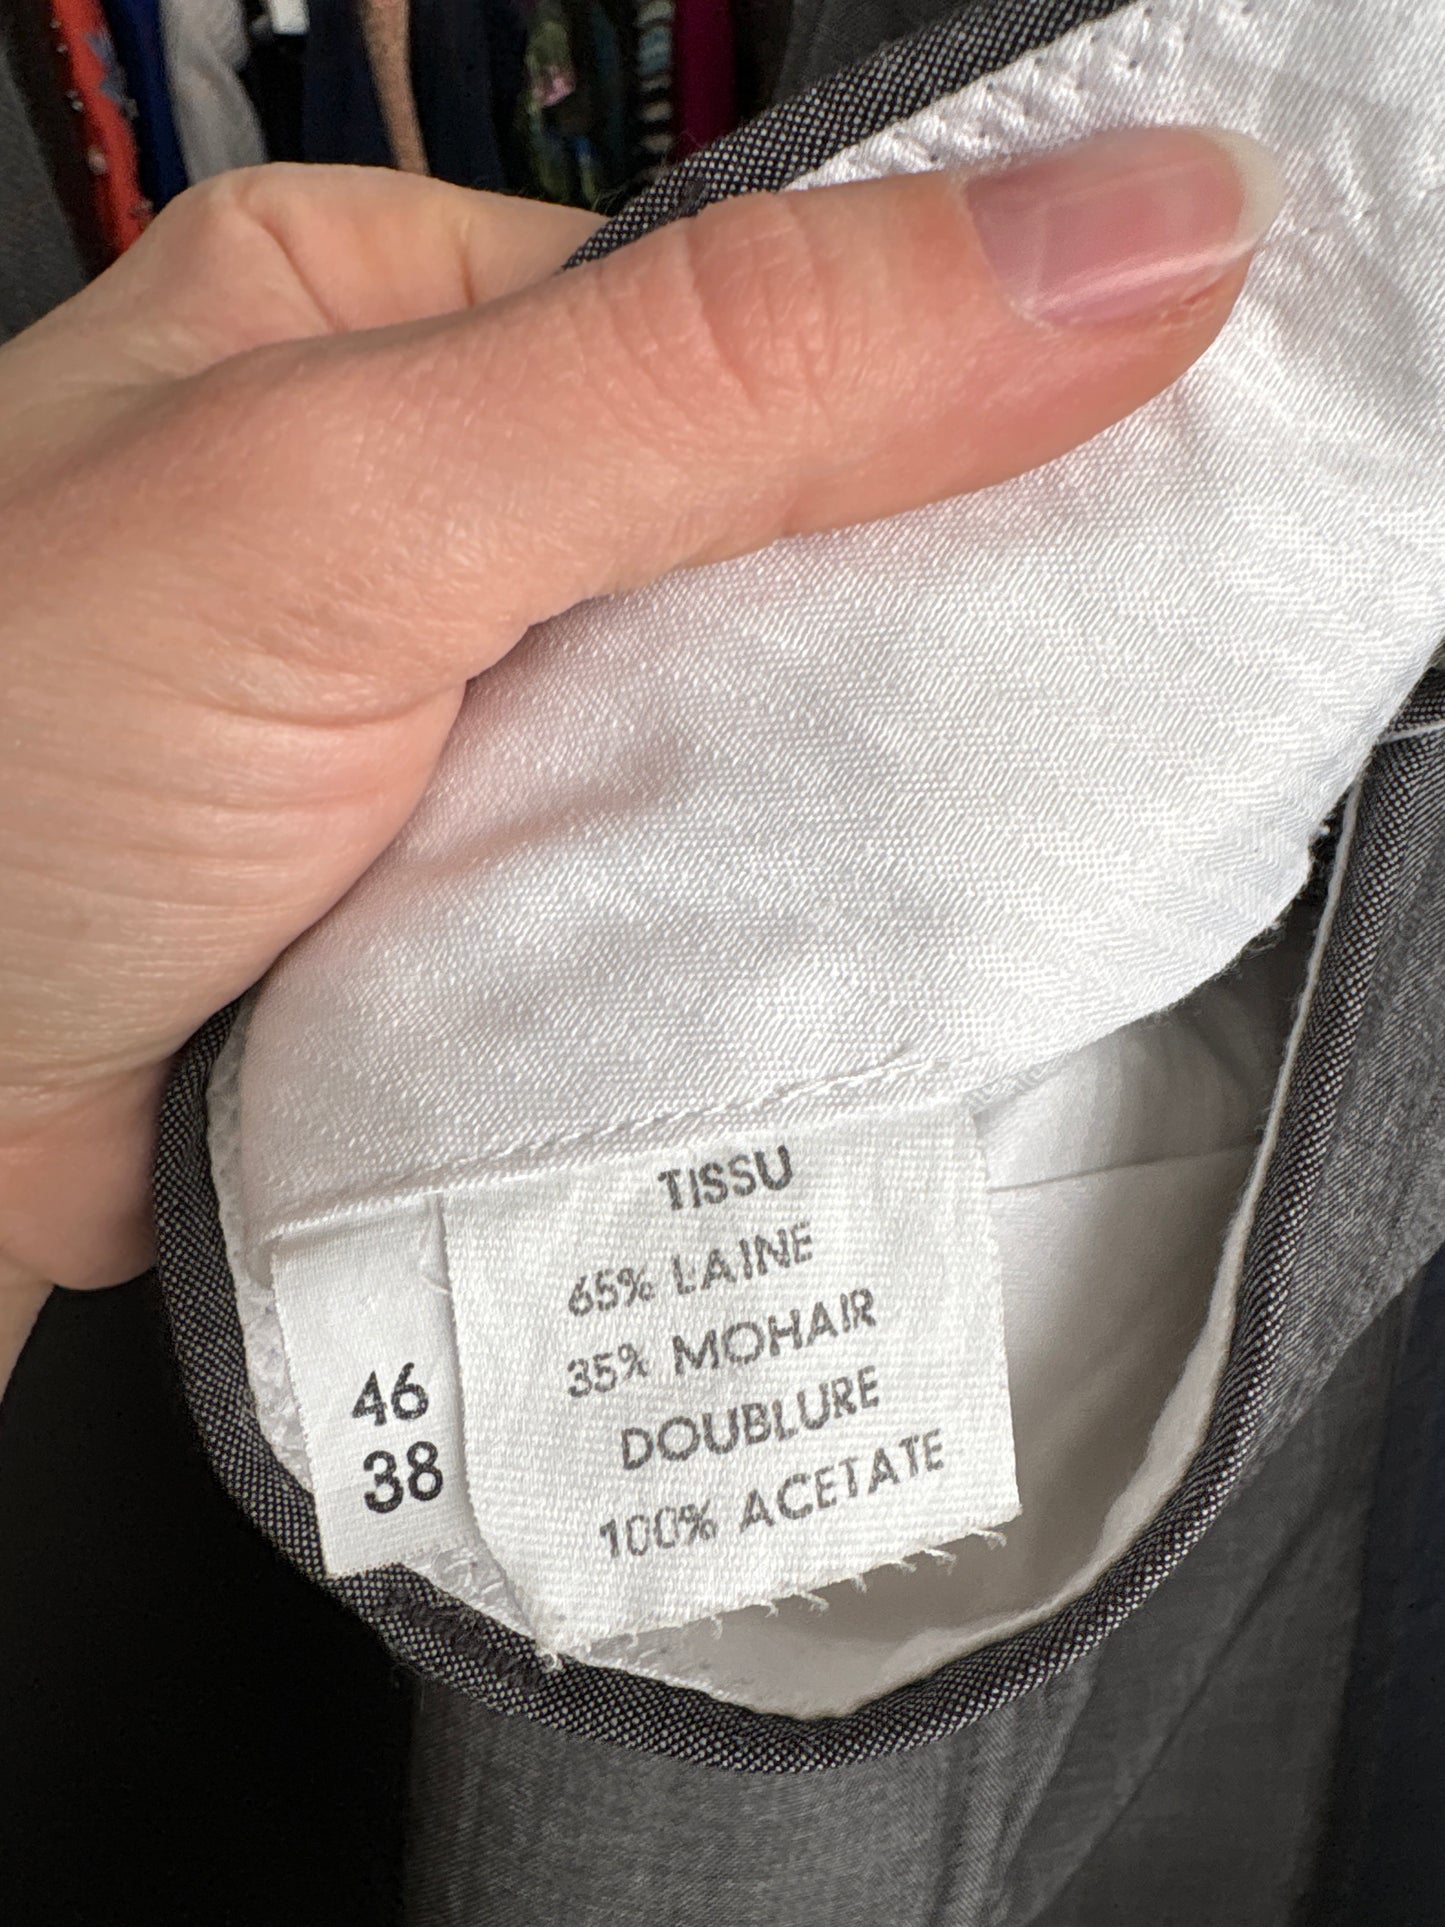 46
38
TISSU
65% LAINE
35% MOHAIR
DOUBLURE
100% ACETATE